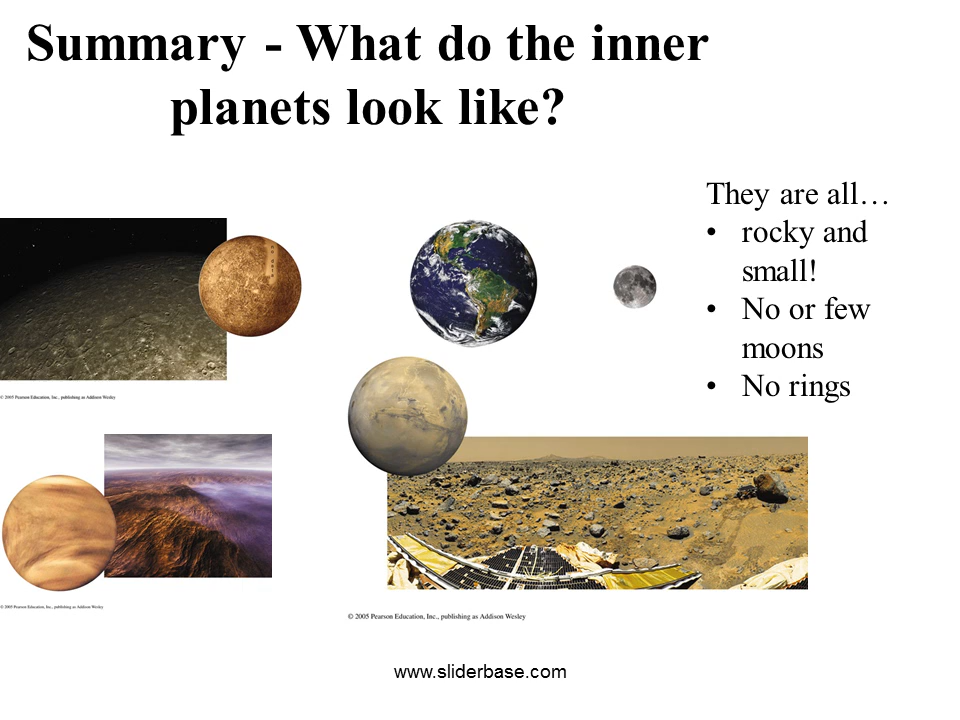 Summary - What do the inner
planets look like?
They are all…
• rocky and
small!
• No or few
moons
• No rings
© 2005 Pearson Education, Inc., publishing as Addison Wesley
© 2005 Pearson Education, Inc., publishing as Addison Wesley
© 2005 Pearson Education, Inc., publishing as Addison Wesley
www.sliderbase.com